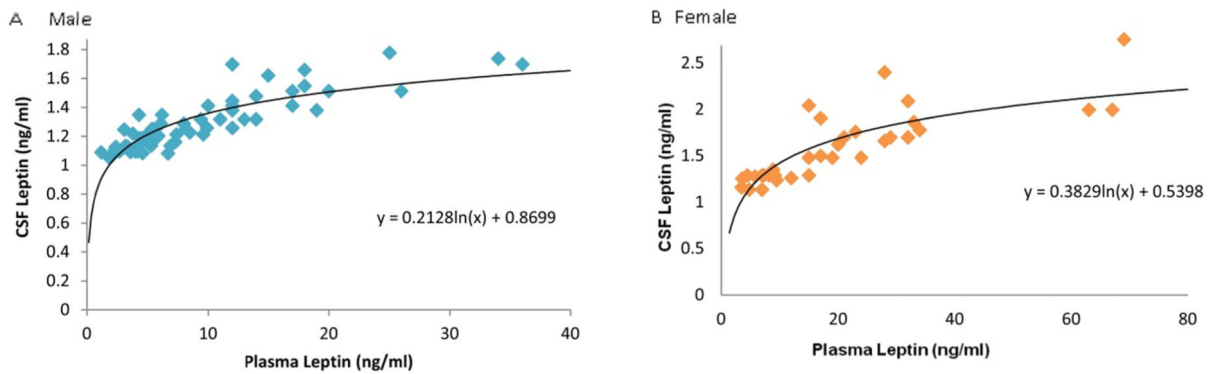 A Male
CSF Leptin (ng/ml)
1.8
1.6
1.4
1.2
1
0.8
0.6
0.4
0.2
0
y = 0.2128ln(x) + 0.8699
0 10 20 30 40
Plasma Leptin (ng/ml)
B Female
CSF Leptin (ng/ml)
2.5
2
1.5
1
0.5
0
y = 0.3829ln(x) + 0.5398
0 20 40 60 80
Plasma Leptin (ng/ml)